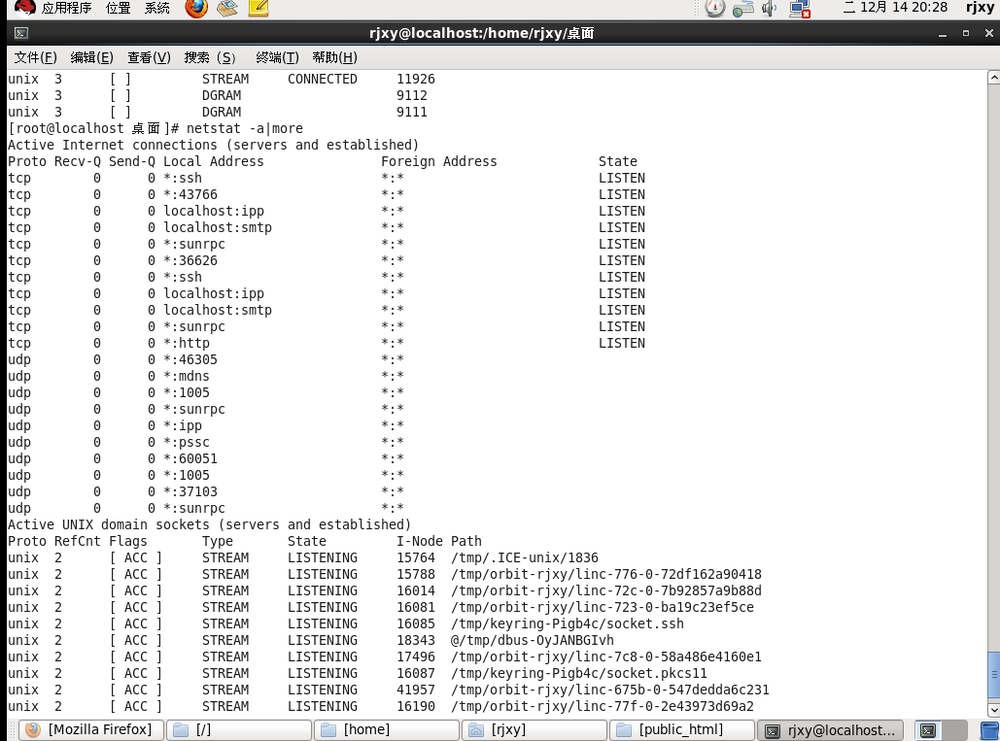 应用程序 位置 系统 二 12月 14 20:28 rjxy
rjxy@localhost:/home/rjxy/桌面
文件(F) 编辑(E) 查看(V) 搜索 (S) 终端(T) 帮助(H)
unix 3 [ ] STREAM CONNECTED 11926
unix 3 [ ] DGRAM 9112
unix 3 [ ] DGRAM 9111
[root@localhost 桌面]# netstat -a|more
Active Internet connections (servers and established)
Proto Recv-Q Send-Q Local Address Foreign Address State
tcp 0 0 *:ssh *:* LISTEN
tcp 0 0 *:43766 *:* LISTEN
tcp 0 0 localhost:ipp *:* LISTEN
tcp 0 0 localhost:smtp *:* LISTEN
tcp 0 0 *:sunrpc *:* LISTEN
tcp 0 0 *:36626 *:* LISTEN
tcp 0 0 *:ssh *:* LISTEN
tcp 0 0 localhost:ipp *:* LISTEN
tcp 0 0 localhost:smtp *:* LISTEN
tcp 0 0 *:sunrpc *:* LISTEN
tcp 0 0 *:http *:* LISTEN
udp 0 0 *:46305 *:*
udp 0 0 *:mdns *:*
udp 0 0 *:1005 *:*
udp 0 0 *:sunrpc *:*
udp 0 0 *:ipp *:*
udp 0 0 *:pssc *:*
udp 0 0 *:60051 *:*
udp 0 0 *:1005 *:*
udp 0 0 *:37103 *:*
udp 0 0 *:sunrpc *:*
Active UNIX domain sockets (servers and established)
Proto RefCnt Flags Type State I-Node Path
unix 2 [ ACC ] STREAM LISTENING 15764 /tmp/.ICE-unix/1836
unix 2 [ ACC ] STREAM LISTENING 15788 /tmp/orbit-rjxy/linc-776-0-72df162a90418
unix 2 [ ACC ] STREAM LISTENING 16014 /tmp/orbit-rjxy/linc-72c-0-7b92857a9b88d
unix 2 [ ACC ] STREAM LISTENING 16081 /tmp/orbit-rjxy/linc-723-0-ba19c23ef5ce
unix 2 [ ACC ] STREAM LISTENING 16085 /tmp/keyring-Pigb4c/socket.ssh
unix 2 [ ACC ] STREAM LISTENING 18343 @/tmp/dbus-OyJANBGIvh
unix 2 [ ACC ] STREAM LISTENING 17496 /tmp/orbit-rjxy/linc-7c8-0-58a486e4160e1
unix 2 [ ACC ] STREAM LISTENING 16087 /tmp/keyring-Pigb4c/socket.pkcs11
unix 2 [ ACC ] STREAM LISTENING 41957 /tmp/orbit-rjxy/linc-675b-0-547dedda6c231
unix 2 [ ACC ] STREAM LISTENING 16190 /tmp/orbit-rjxy/linc-77f-0-2e43973d69a2
[Mozilla Firefox] [/] [home] [rjxy] [public_html] rjxy@localhost...